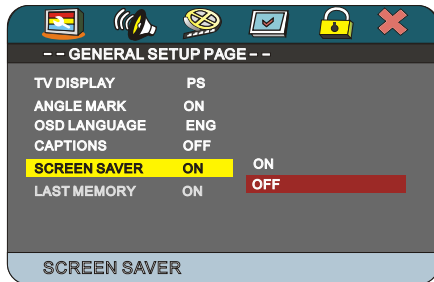 -- GENERAL SETUP PAGE--
TV DISPLAY PS
ANGLE MARK ON
OSD LANGUAGE ENG
CAPTIONS OFF
SCREEN SAVER ON ON
LAST MEMORY ON OFF
SCREEN SAVER